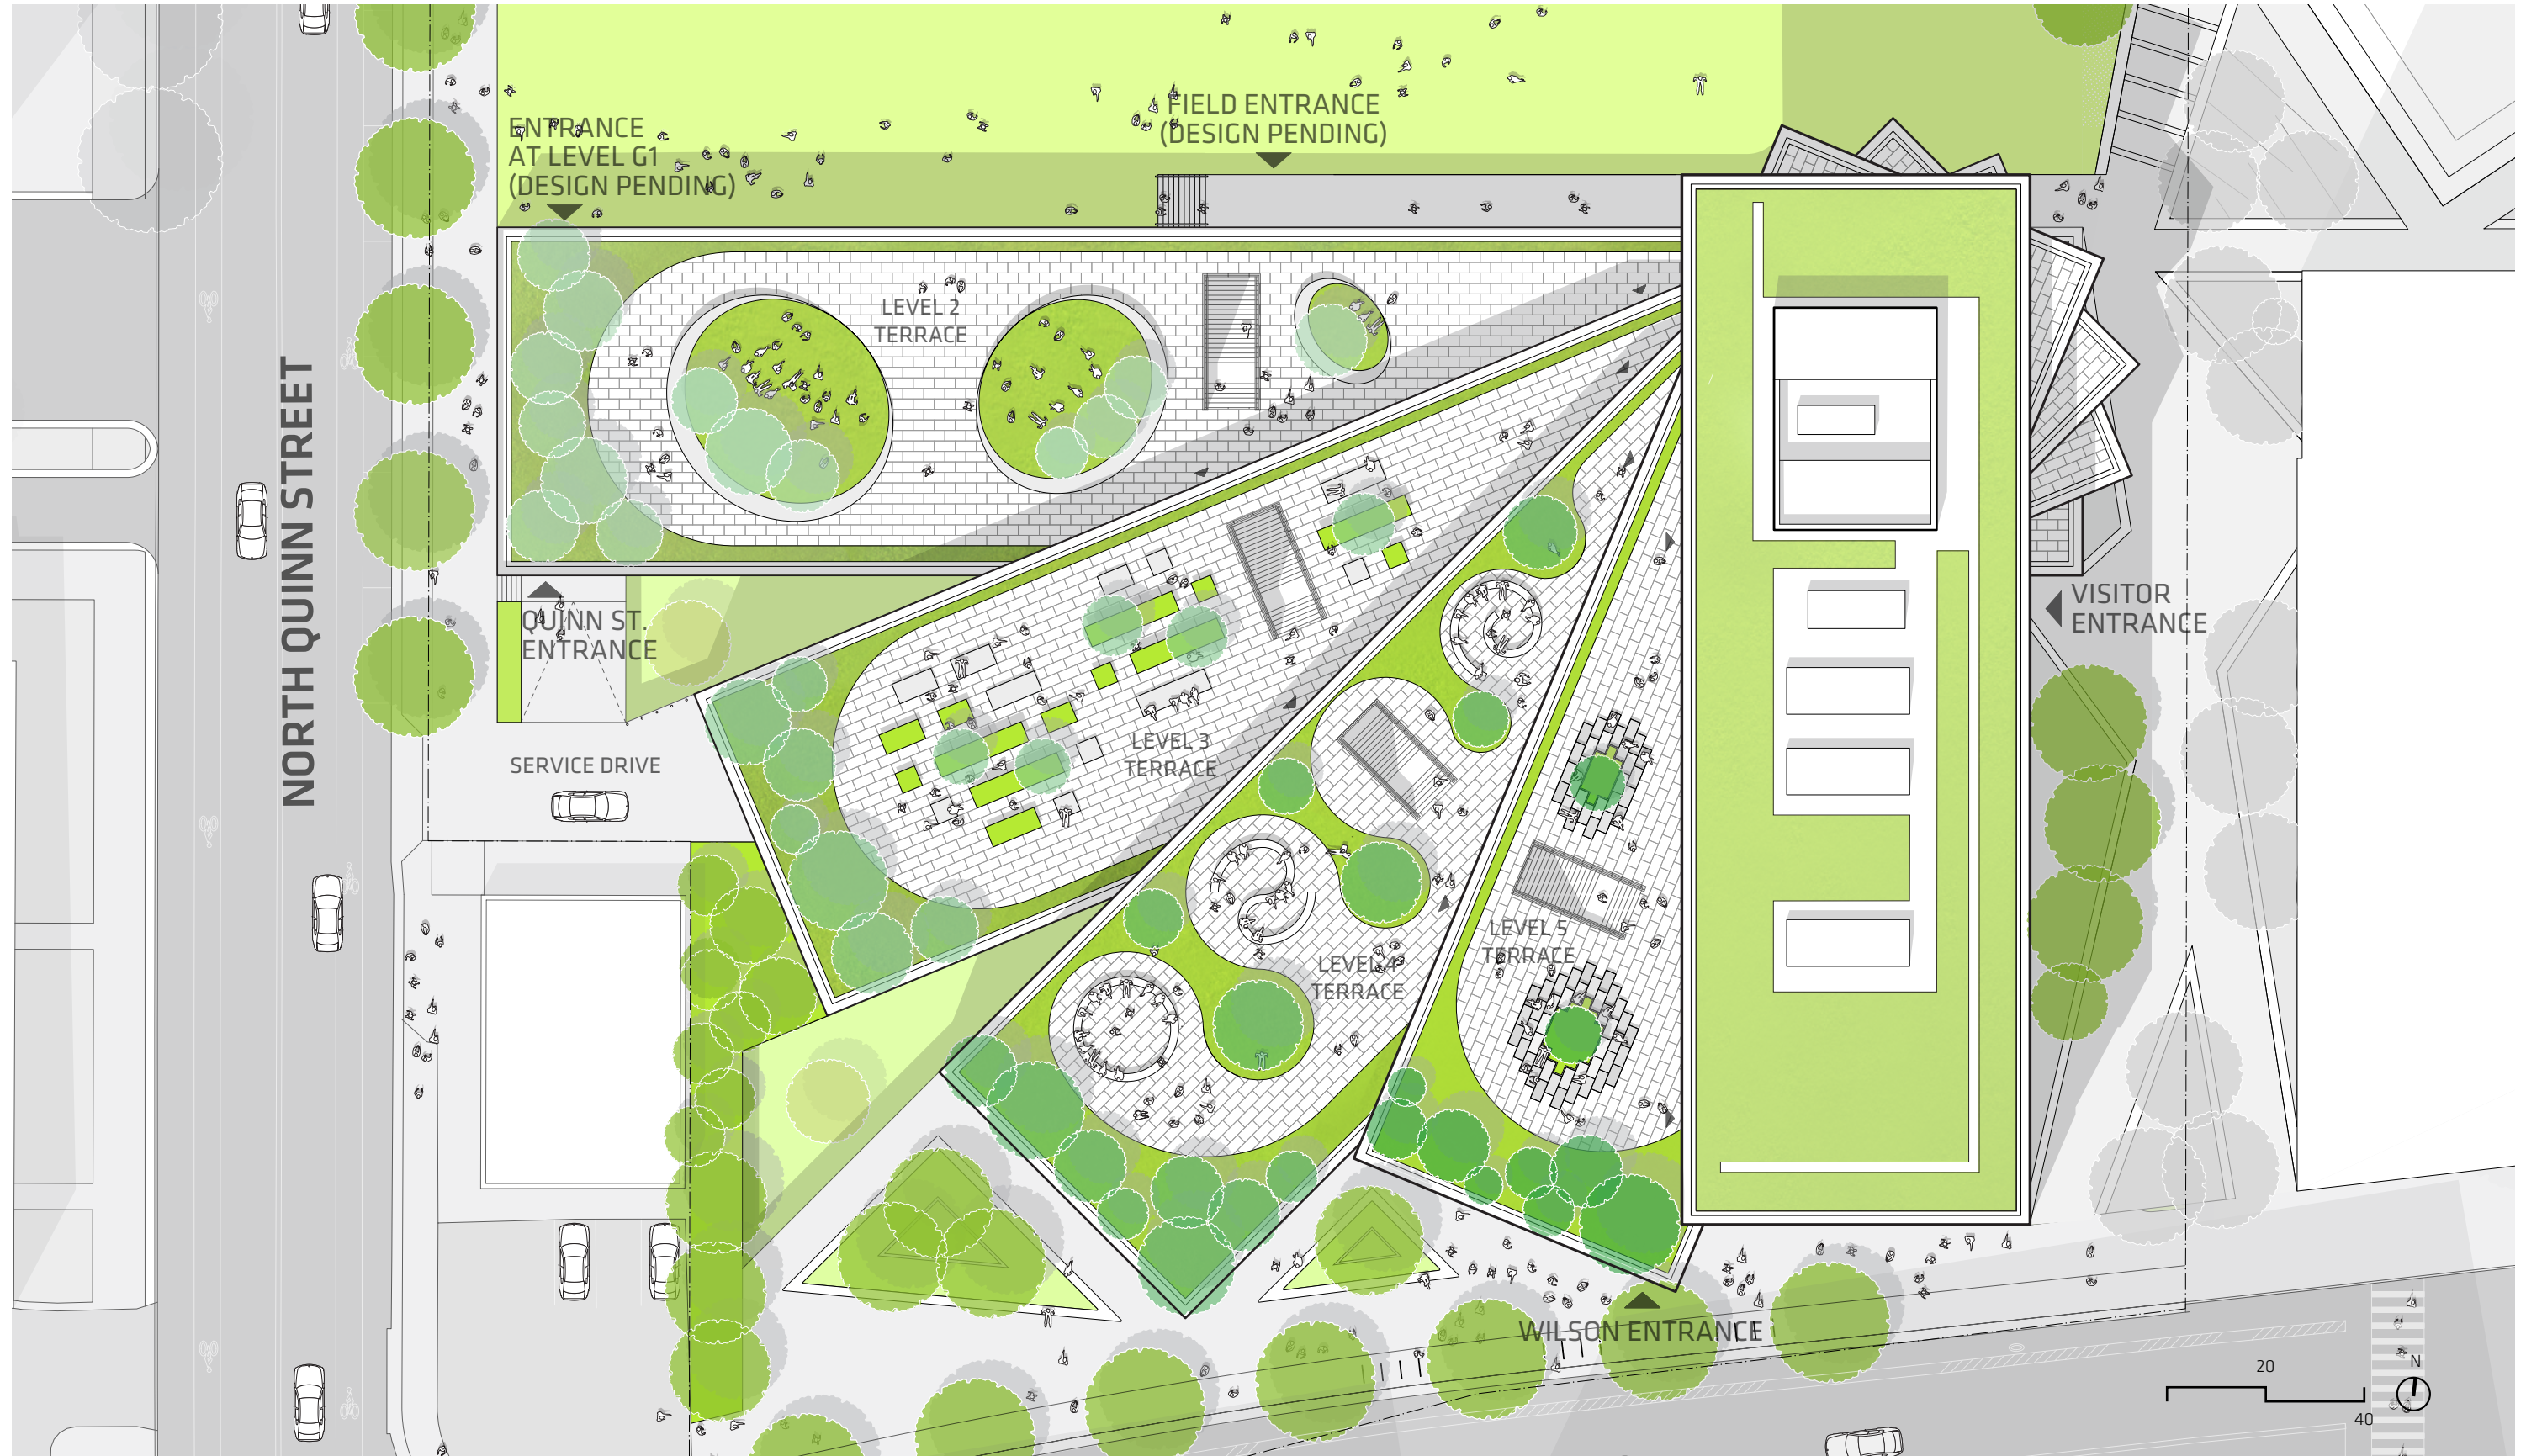 ENTRANCE
AT LEVEL G1
(DESIGN PENDING)
FIELD ENTRANCE
(DESIGN PENDING)
LEVEL 2
TERRACE
NORTH QUINN STREET
QUINN ST.
ENTRANCE
VISITOR
ENTRANCE
SERVICE DRIVE
LEVEL 3
TERRACE
LEVEL 4
TERRACE
LEVEL 5
TERRACE
WILSON ENTRANCE
20
40
N